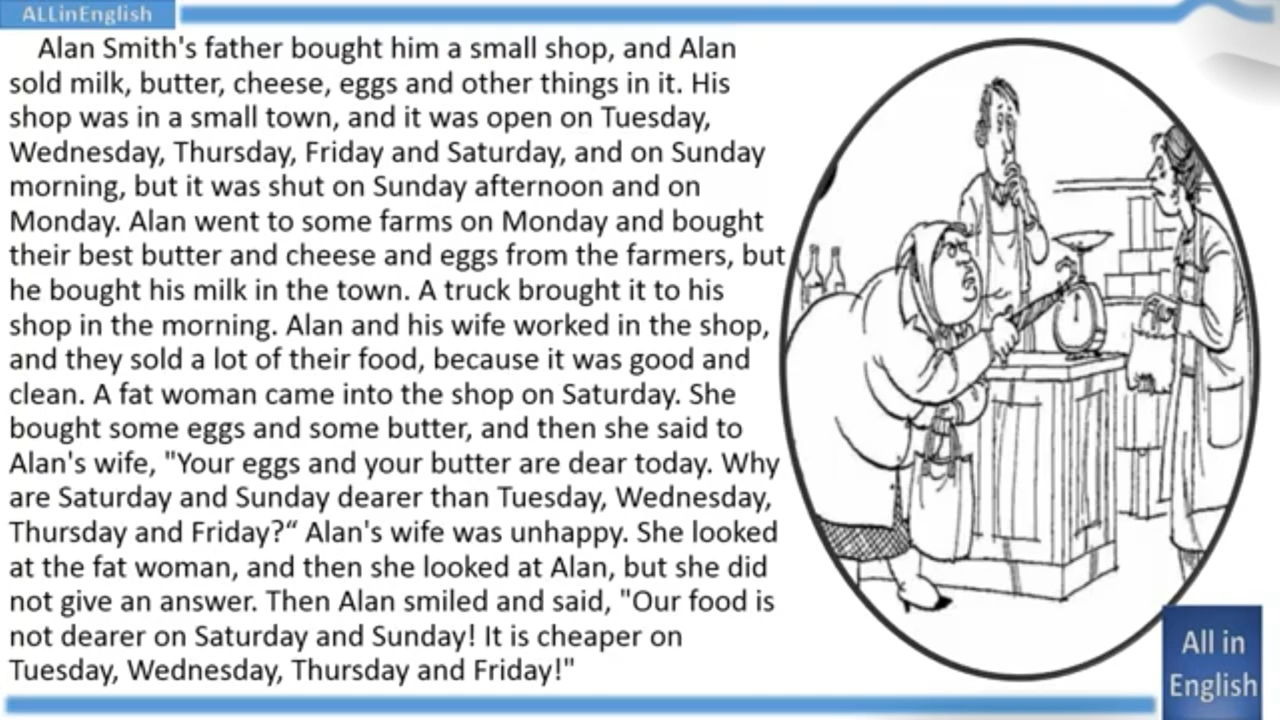 ALLinEnglish
Alan Smith's father bought him a small shop, and Alan
sold milk, butter, cheese, eggs and other things in it. His
shop was in a small town, and it was open on Tuesday,
Wednesday, Thursday, Friday and Saturday, and on Sunday
morning, but it was shut on Sunday afternoon and on
Monday. Alan went to some farms on Monday and bought
their best butter and cheese and eggs from the farmers, but
he bought his milk in the town. A truck brought it to his
shop in the morning. Alan and his wife worked in the shop,
and they sold a lot of their food, because it was good and
clean. A fat woman came into the shop on Saturday. She
bought some eggs and some butter, and then she said to
Alan's wife, "Your eggs and your butter are dear today. Why
are Saturday and Sunday dearer than Tuesday, Wednesday,
Thursday and Friday?“ Alan's wife was unhappy. She looked
at the fat woman, and then she looked at Alan, but she did
not give an answer. Then Alan smiled and said, "Our food is
not dearer on Saturday and Sunday! It is cheaper on
Tuesday, Wednesday, Thursday and Friday!"
All in
English